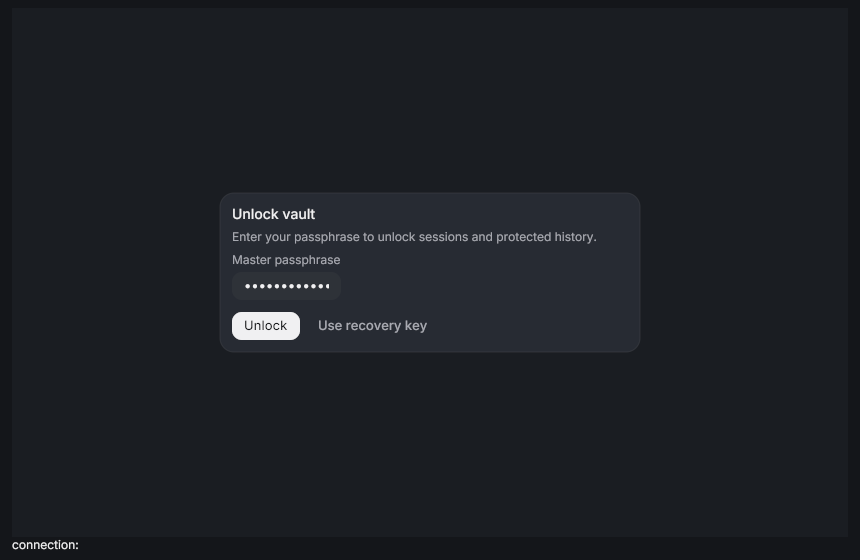 Unlock vault
Enter your passphrase to unlock sessions and protected history.
Master passphrase
••••••••••••
Unlock
Use recovery key
connection: